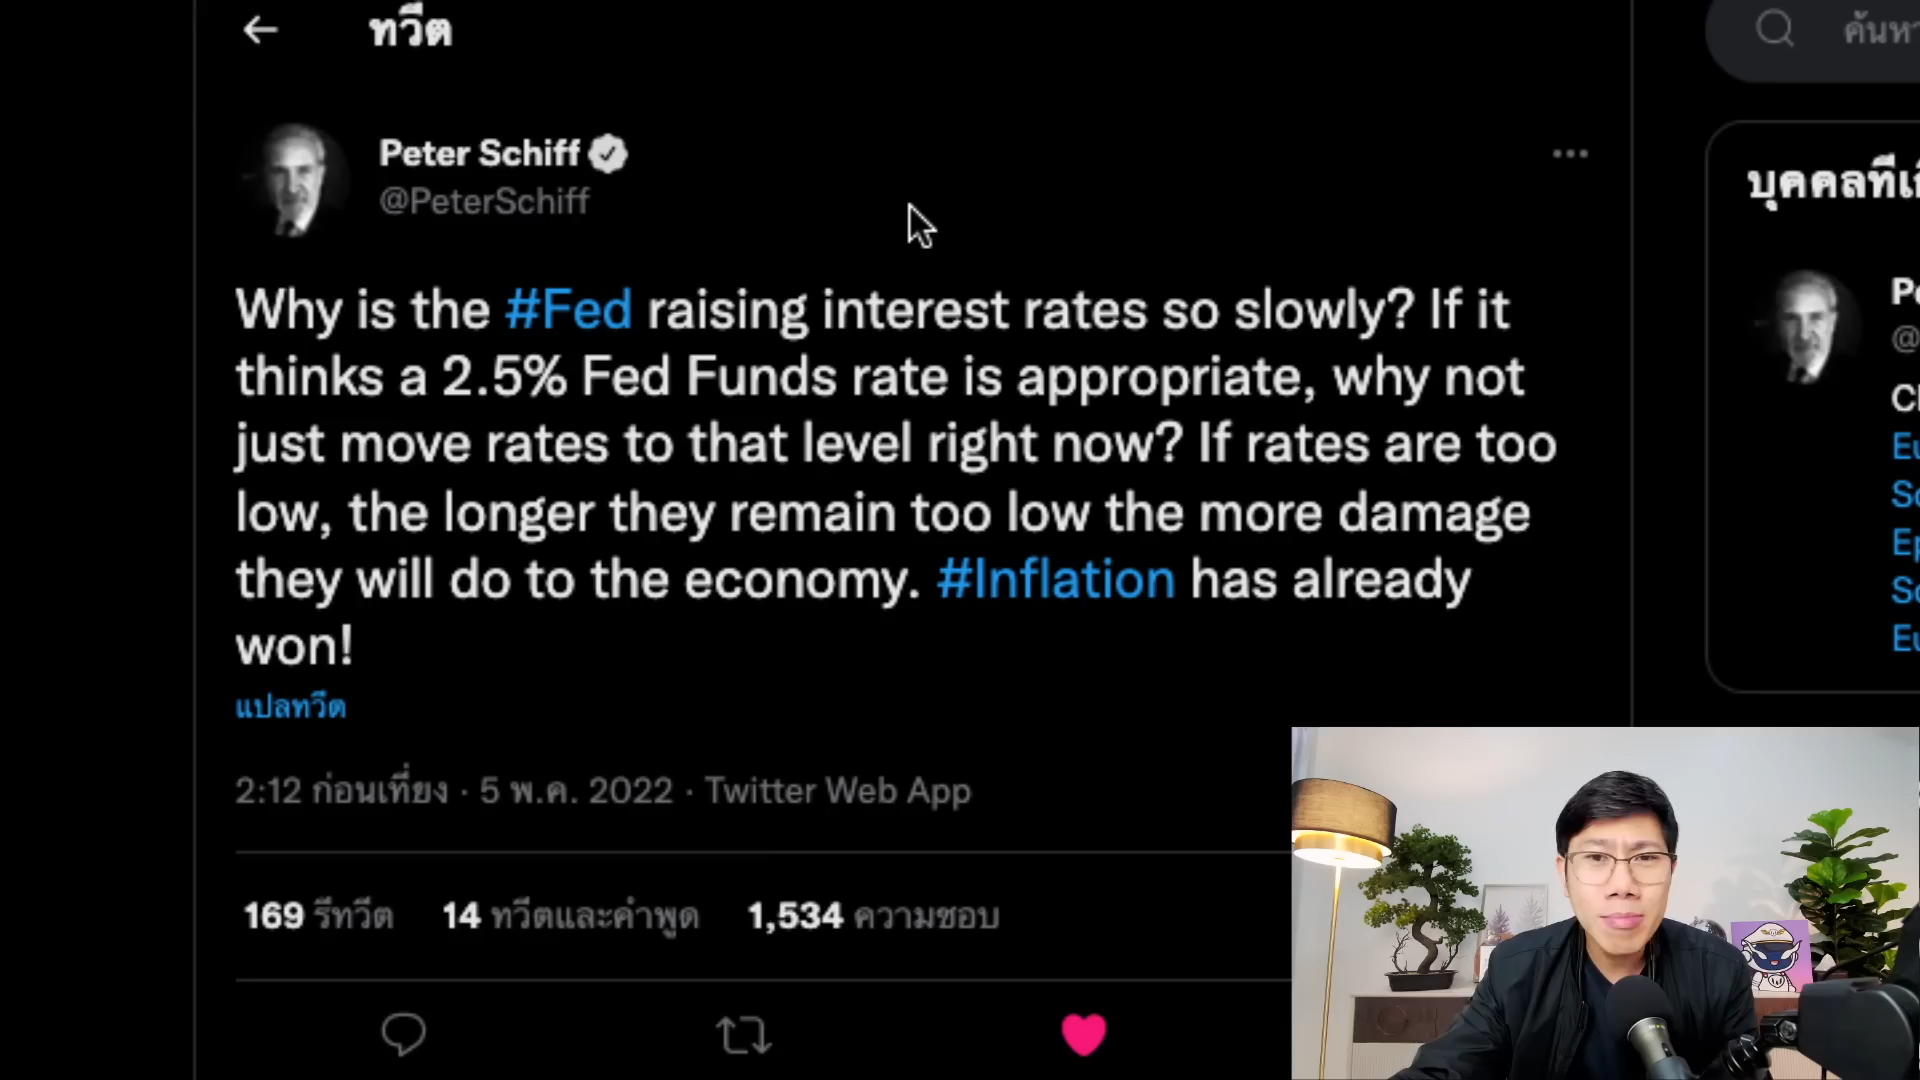 ทวีต
ค้นหา
Peter Schiff
@PeterSchiff
Why is the #Fed raising interest rates so slowly? If it
thinks a 2.5% Fed Funds rate is appropriate, why not
just move rates to that level right now? If rates are too
low, the longer they remain too low the more damage
they will do to the economy. #Inflation has already
won!
แปลทวีต
2:12 ก่อนเที่ยง · 5 พ.ค. 2022 · Twitter Web App
169 รีทวีต 14 ทวีตและคำพูด 1,534 ความชอบ